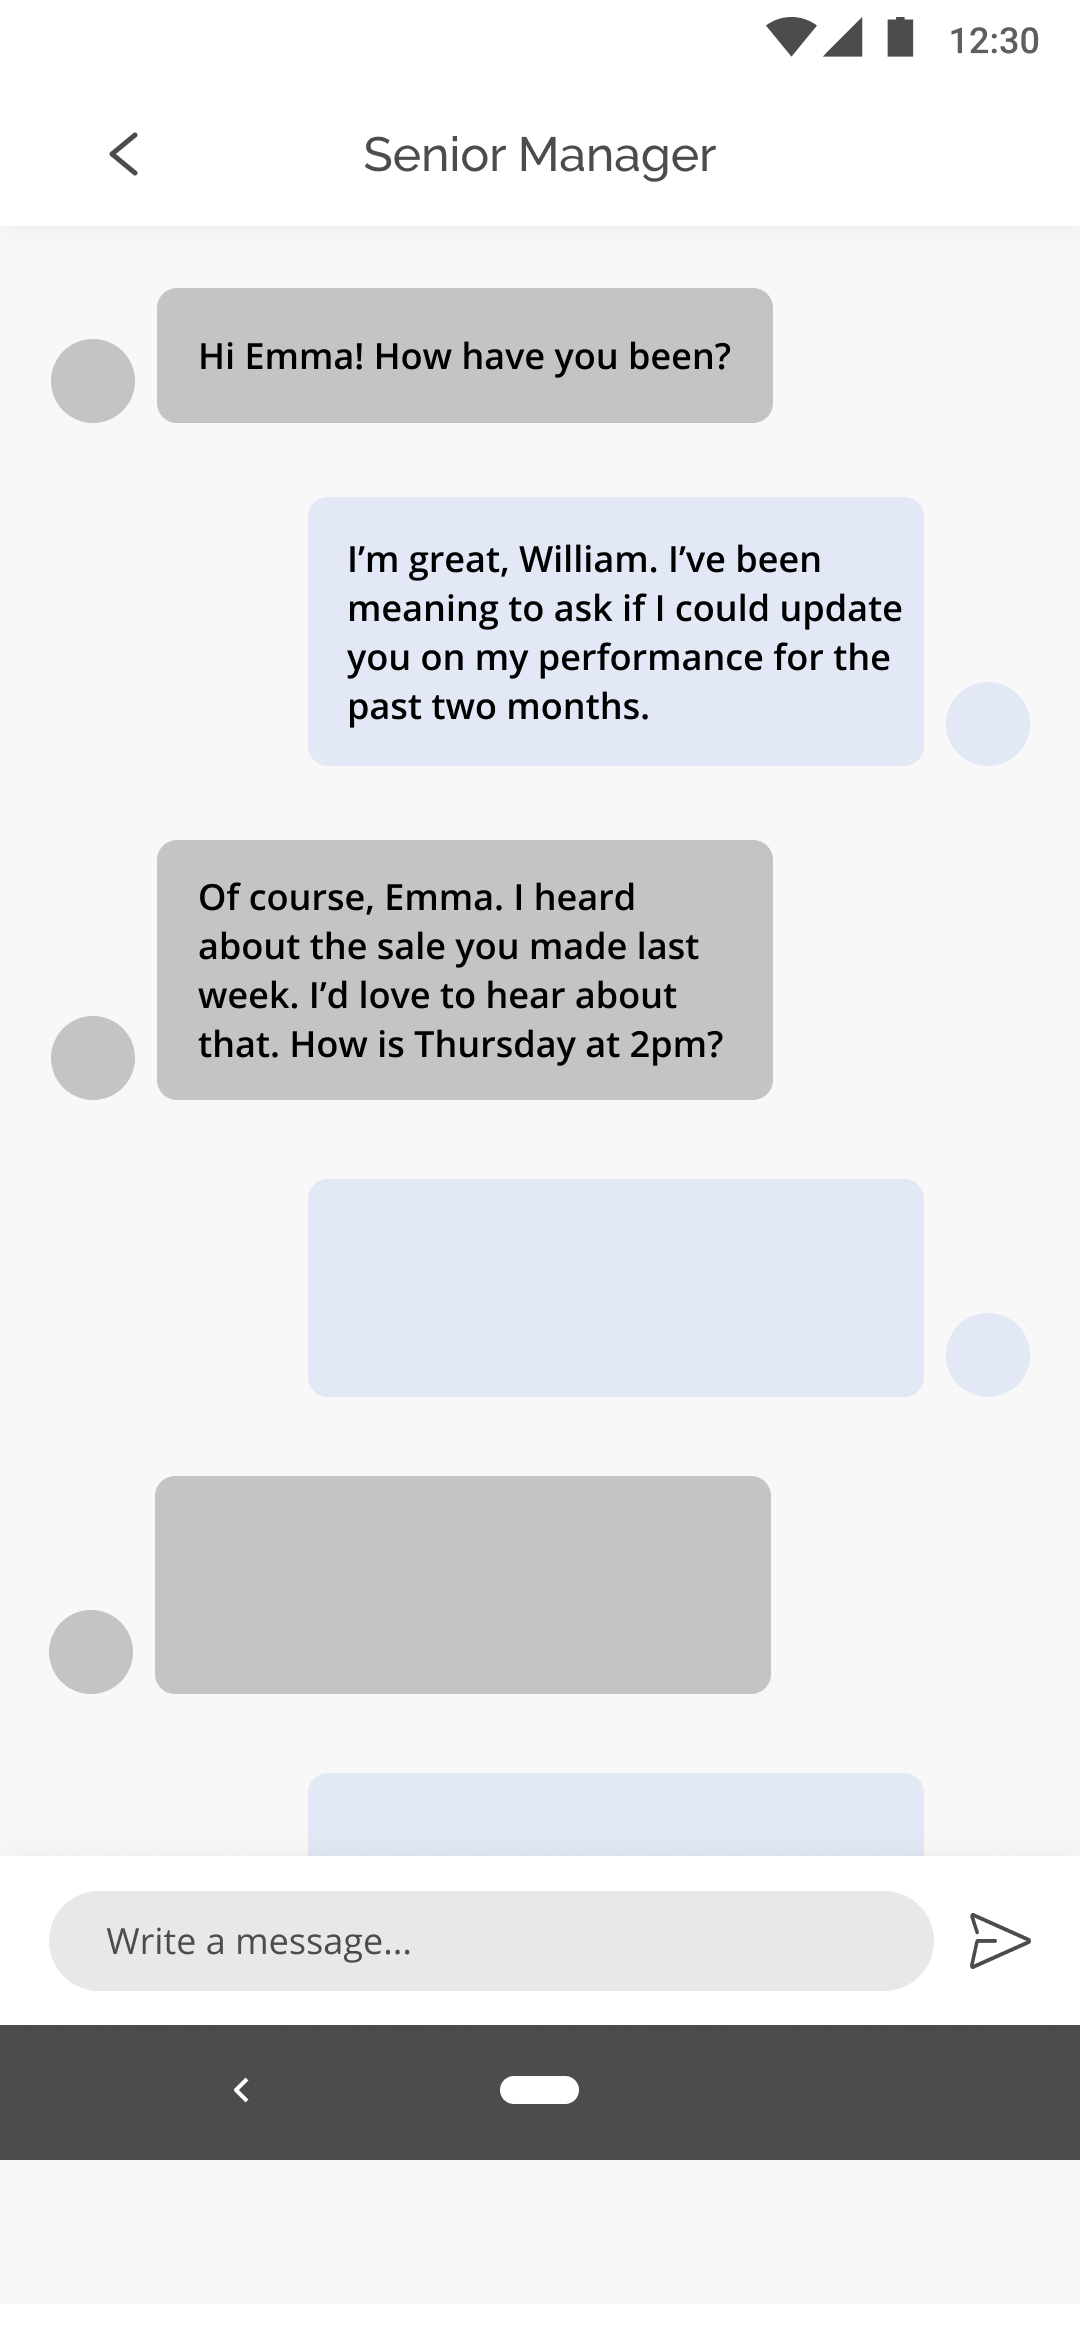 12:30
Senior Manager
Hi Emma! How have you been?
I’m great, William. I’ve been
meaning to ask if I could update
you on my performance for the
past two months.
Of course, Emma. I heard
about the sale you made last
week. I’d love to hear about
that. How is Thursday at 2pm?
Write a message...